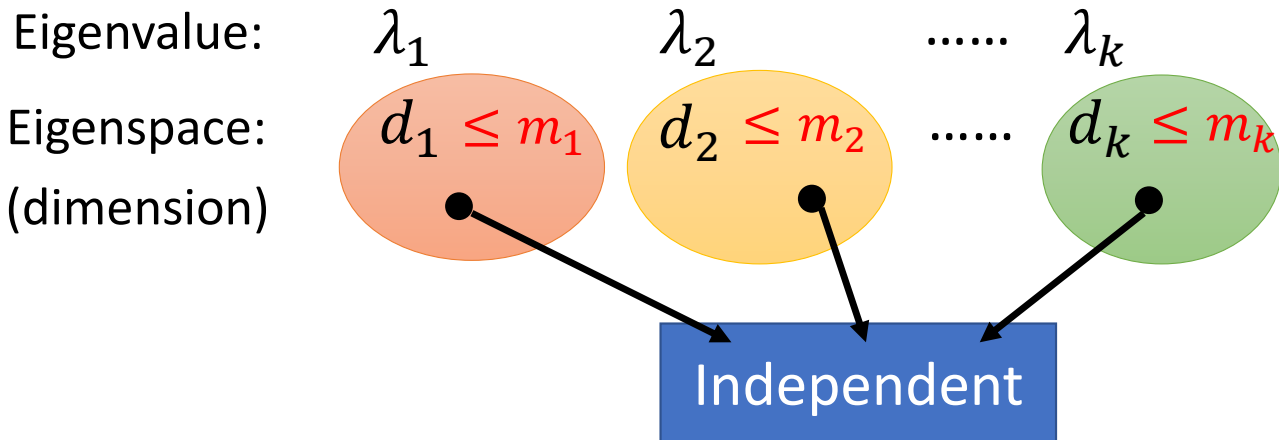 Eigenvalue: λ₁ λ₂ …… λₖ
Eigenspace: d₁ ≤ m₁ d₂ ≤ m₂ …… dₖ ≤ mₖ
(dimension)
Independent